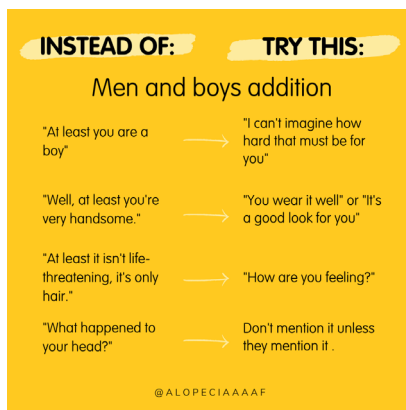 INSTEAD OF:
TRY THIS:
Men and boys addition
"At least you are a
boy"
"I can't imagine how
hard that must be for
you"
"Well, at least you're
very handsome."
"You wear it well" or "It's
a good look for you"
"At least it isn't life-
threatening, it's only
hair."
"How are you feeling?"
"What happened to
your head?"
Don't mention it unless
they mention it .
@ALOPECIAAAAF